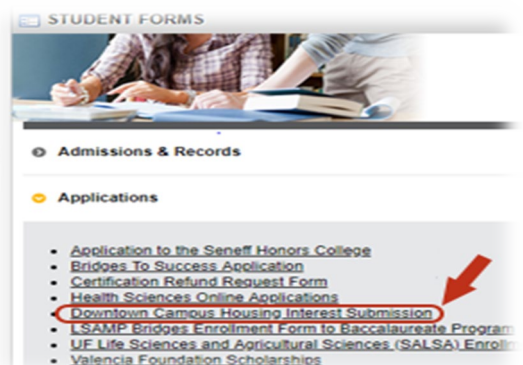 STUDENT FORMS
Admissions & Records
Applications
Application to the Seneff Honors College
Bridges To Success Application
Certification Refund Request Form
Health Sciences Online Applications
Downtown Campus Housing Interest Submission
LSAMP Bridges Enrollment Form to Baccalaureate Program
UF Life Sciences and Agricultural Sciences (SALSA)
Valencia Foundation Scholarships